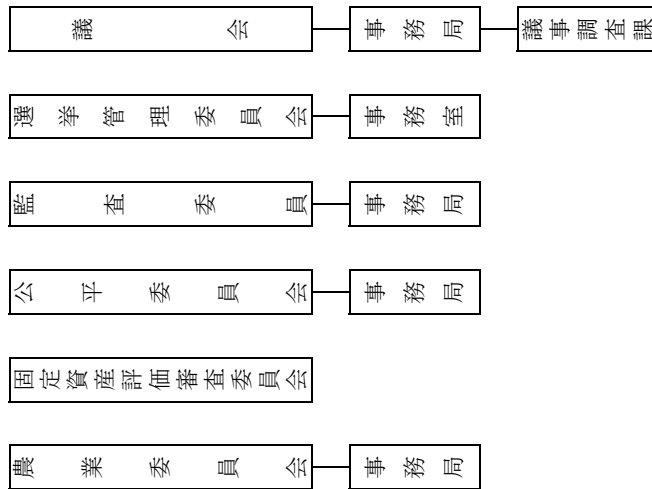 議会
事務局
議事調査課
選挙管理委員会
事務室
監査委員
事務局
公平委員会
事務局
固定資産評価審査委員会
農業委員会
事務局